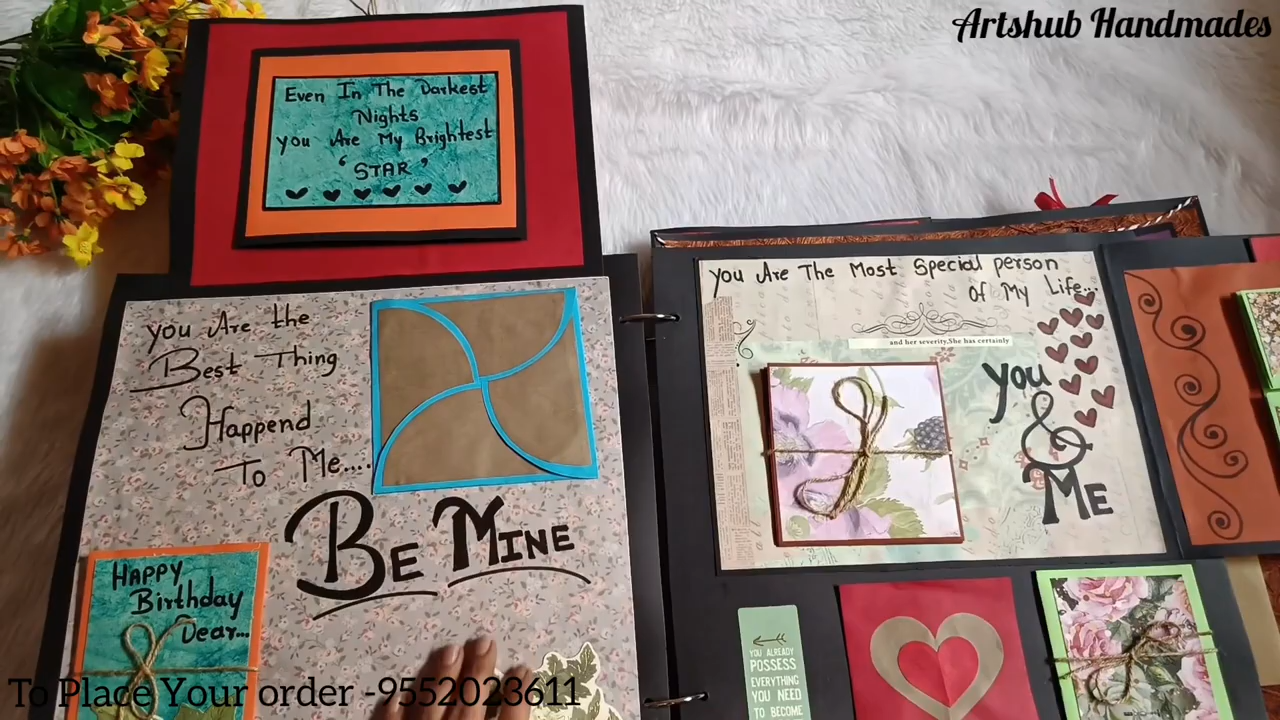 Artshub Handmades
Even In The Darkest
Nights
you Are My Brightest
'STAR'
you Are the
Best Thing
Happend
To Me....
BE MINE
HAPPY
Birthday
Dear...
you Are The Most Special person
Of My Life...
and her severity.She has certainly
you
&
ME
YOU ALREADY
POSSESS
EVERYTHING
YOU NEED
TO BECOME
To Place Your order -9552023611